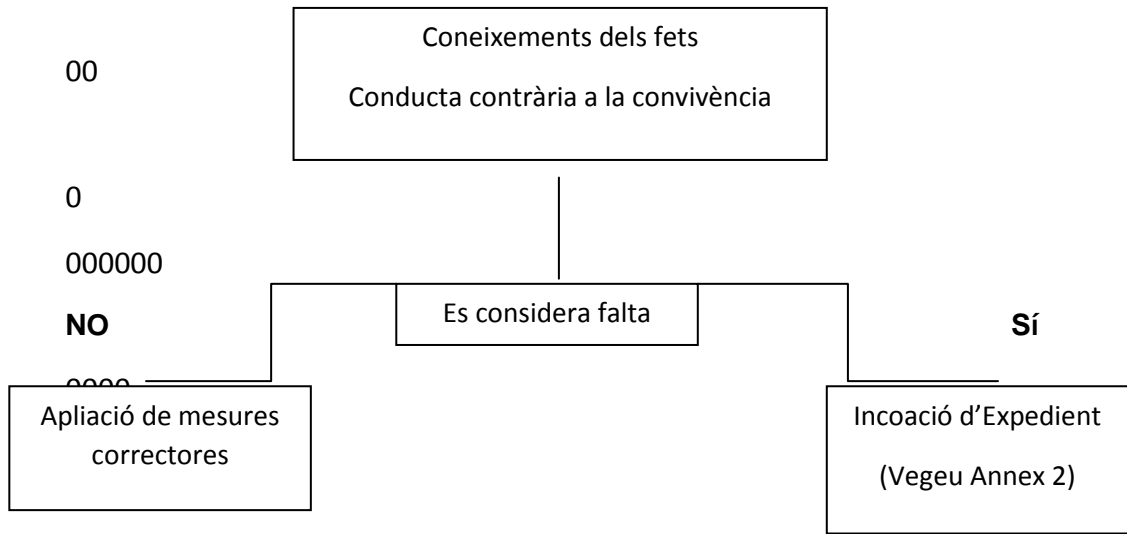 Coneixements dels fets
00
Conducta contrària a la convivència
0
000000
Es considera falta
NO
Sí
0000
Apliació de mesures
correctores
Incoació d’Expedient
(Vegeu Annex 2)